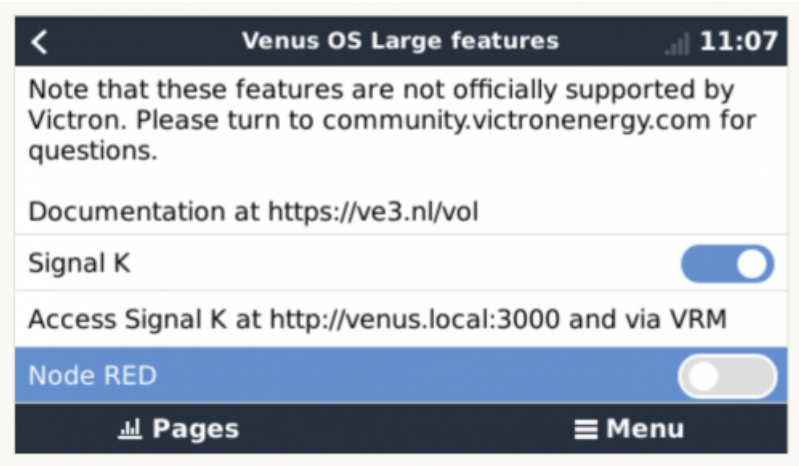 Venus OS Large features
11:07
Note that these features are not officially supported by
Victron. Please turn to community.victronenergy.com for
questions.
Documentation at https://ve3.nl/vol
Signal K
Access Signal K at http://venus.local:3000 and via VRM
Node RED
Pages
Menu